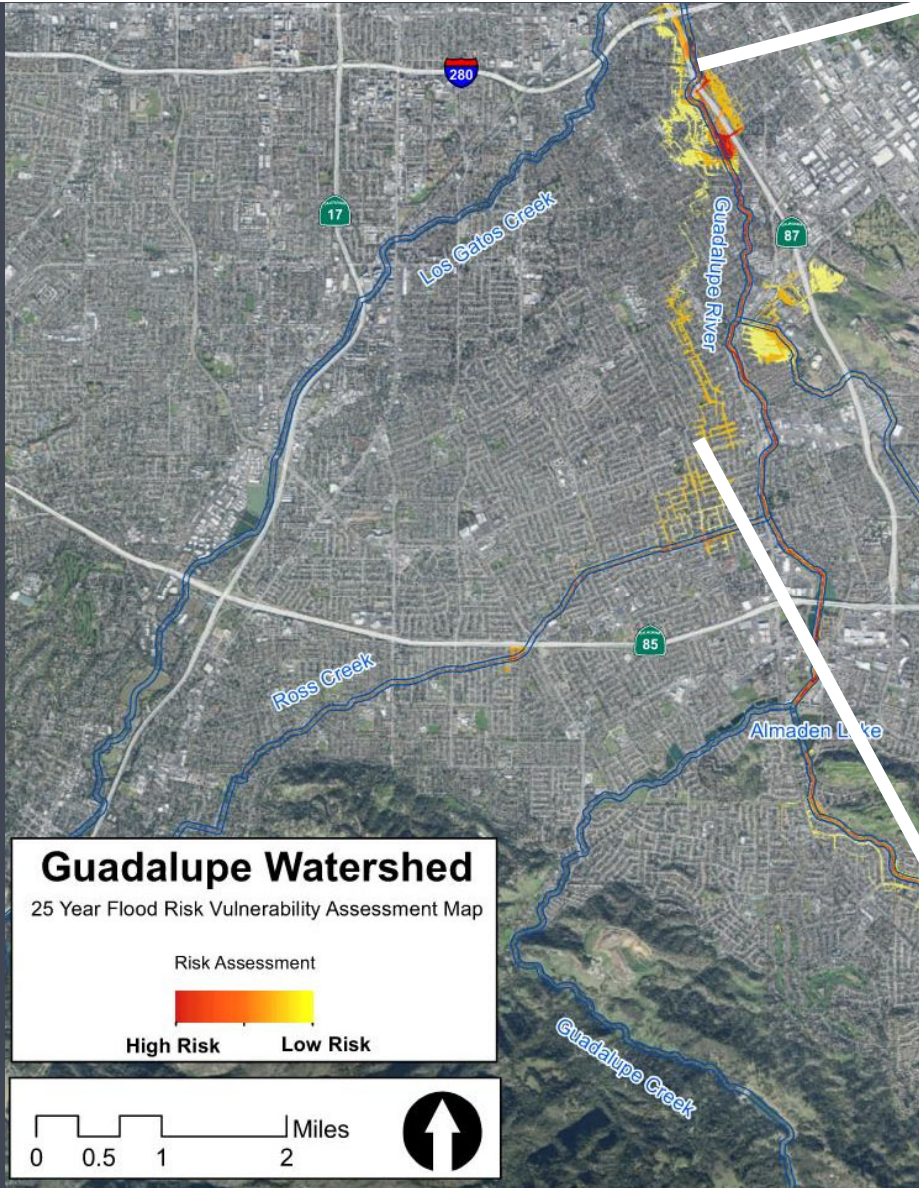 280
17
Los Gatos Creek
Guadalupe River
87
85
Ross Creek
Almaden L ke
Guadalupe Watershed
25 Year Flood Risk Vulnerability Assessment Map
Risk Assessment
High Risk Low Risk
Guadalupe Creek
Miles
0 0.5 1 2